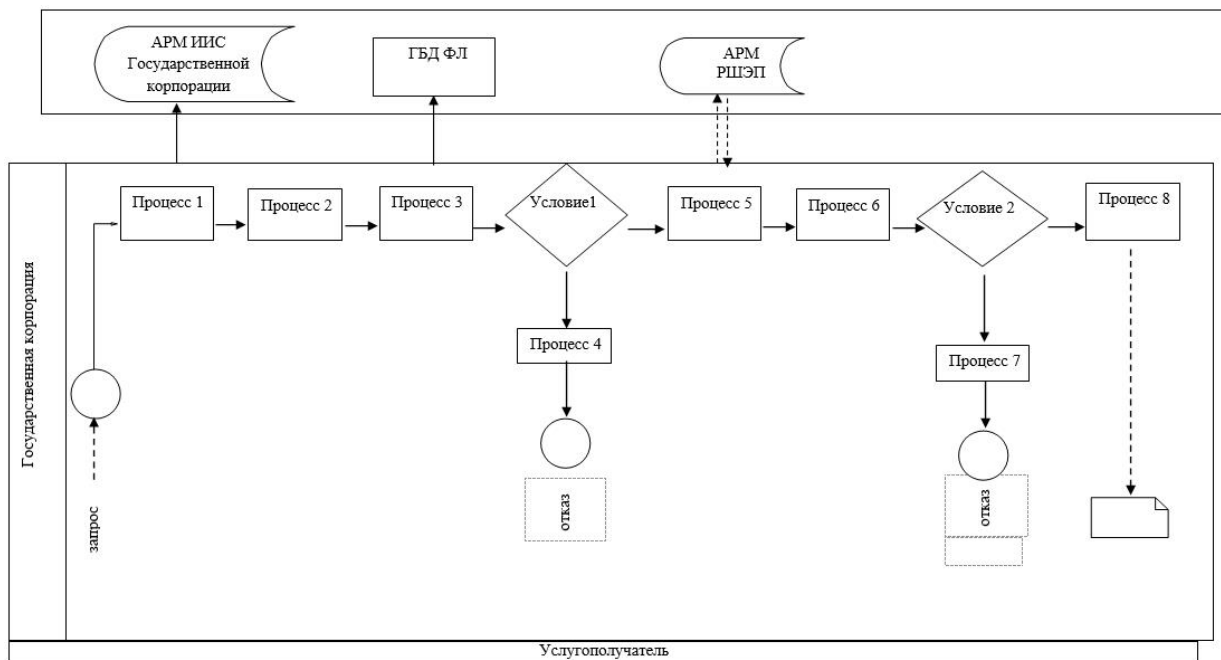 АРМ ИИС
Государственной
корпорации
ГБД ФЛ
АРМ
РШЭП
Государственная корпорация
Процесс 1
Процесс 2
Процесс 3
Условие1
Процесс 5
Процесс 6
Условие 2
Процесс 8
Процесс 4
Процесс 7
запрос
отказ
отказ
Услугополучатель